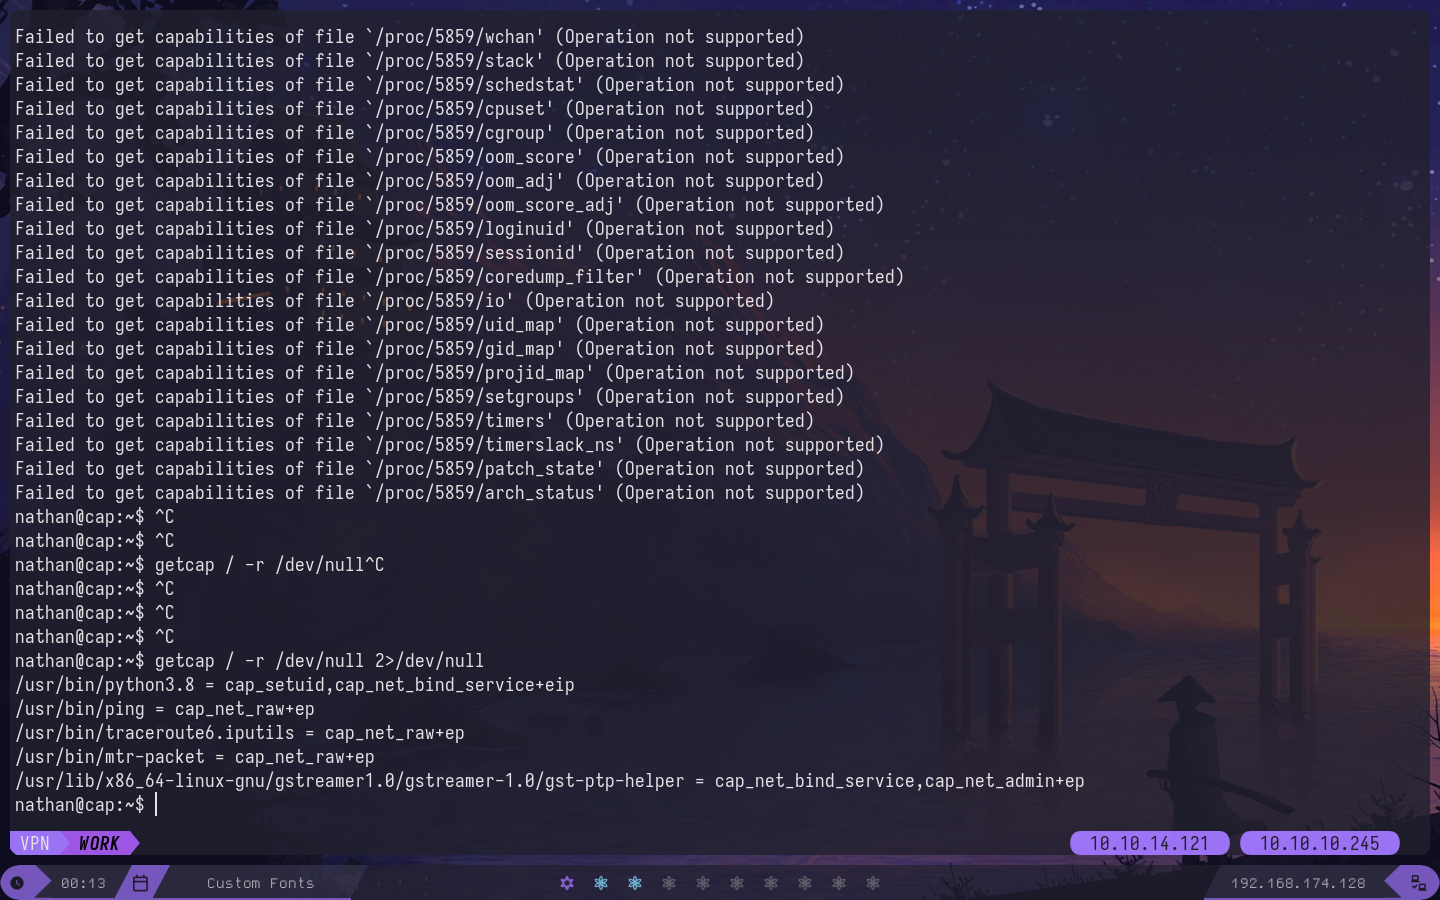 Failed to get capabilities of file `/proc/5859/wchan' (Operation not supported)
Failed to get capabilities of file `/proc/5859/stack' (Operation not supported)
Failed to get capabilities of file `/proc/5859/schedstat' (Operation not supported)
Failed to get capabilities of file `/proc/5859/cpuset' (Operation not supported)
Failed to get capabilities of file `/proc/5859/cgroup' (Operation not supported)
Failed to get capabilities of file `/proc/5859/oom_score' (Operation not supported)
Failed to get capabilities of file `/proc/5859/oom_adj' (Operation not supported)
Failed to get capabilities of file `/proc/5859/oom_score_adj' (Operation not supported)
Failed to get capabilities of file `/proc/5859/loginuid' (Operation not supported)
Failed to get capabilities of file `/proc/5859/sessionid' (Operation not supported)
Failed to get capabilities of file `/proc/5859/coredump_filter' (Operation not supported)
Failed to get capabilities of file `/proc/5859/io' (Operation not supported)
Failed to get capabilities of file `/proc/5859/uid_map' (Operation not supported)
Failed to get capabilities of file `/proc/5859/gid_map' (Operation not supported)
Failed to get capabilities of file `/proc/5859/projid_map' (Operation not supported)
Failed to get capabilities of file `/proc/5859/setgroups' (Operation not supported)
Failed to get capabilities of file `/proc/5859/timers' (Operation not supported)
Failed to get capabilities of file `/proc/5859/timerslack_ns' (Operation not supported)
Failed to get capabilities of file `/proc/5859/patch_state' (Operation not supported)
Failed to get capabilities of file `/proc/5859/arch_status' (Operation not supported)
nathan@cap:~$ ^C
nathan@cap:~$ ^C
nathan@cap:~$ getcap / -r /dev/null^C
nathan@cap:~$ ^C
nathan@cap:~$ ^C
nathan@cap:~$ ^C
nathan@cap:~$ getcap / -r /dev/null 2>/dev/null
/usr/bin/python3.8 = cap_setuid,cap_net_bind_service+eip
/usr/bin/ping = cap_net_raw+ep
/usr/bin/traceroute6.iputils = cap_net_raw+ep
/usr/bin/mtr-packet = cap_net_raw+ep
/usr/lib/x86_64-linux-gnu/gstreamer1.0/gstreamer-1.0/gst-ptp-helper = cap_net_bind_service,cap_net_admin+ep
nathan@cap:~$
VPN WORK 10.10.14.121 10.10.10.245
00:13 Custom Fonts 192.168.174.128